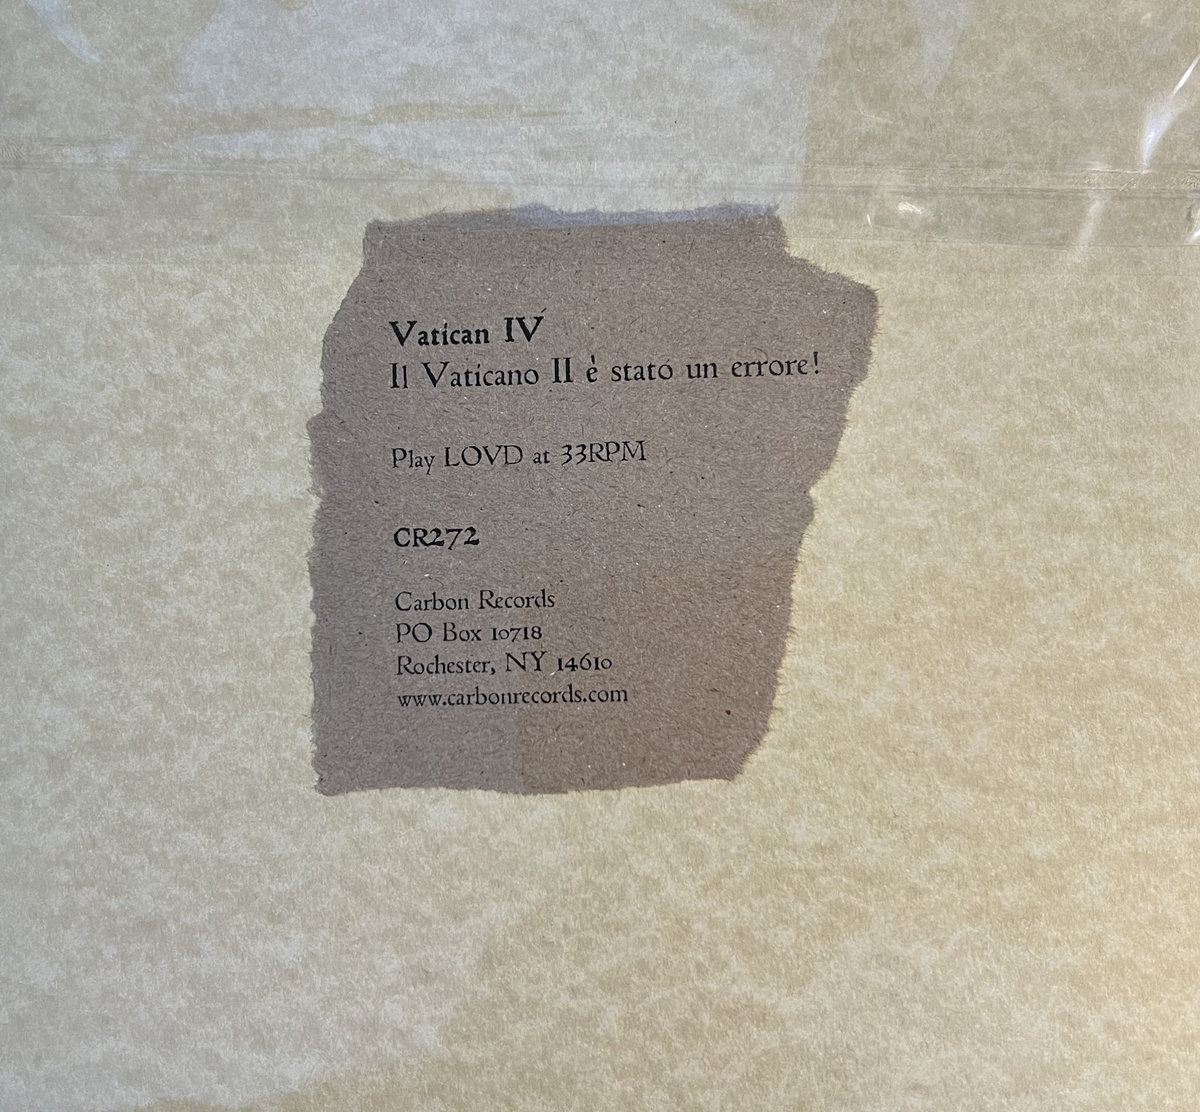 Vatican IV
Il Vaticano II è stato un errore!
Play LOVD at 33RPM
CR272
Carbon Records
PO Box 10718
Rochester, NY 14610
www.carbonrecords.com